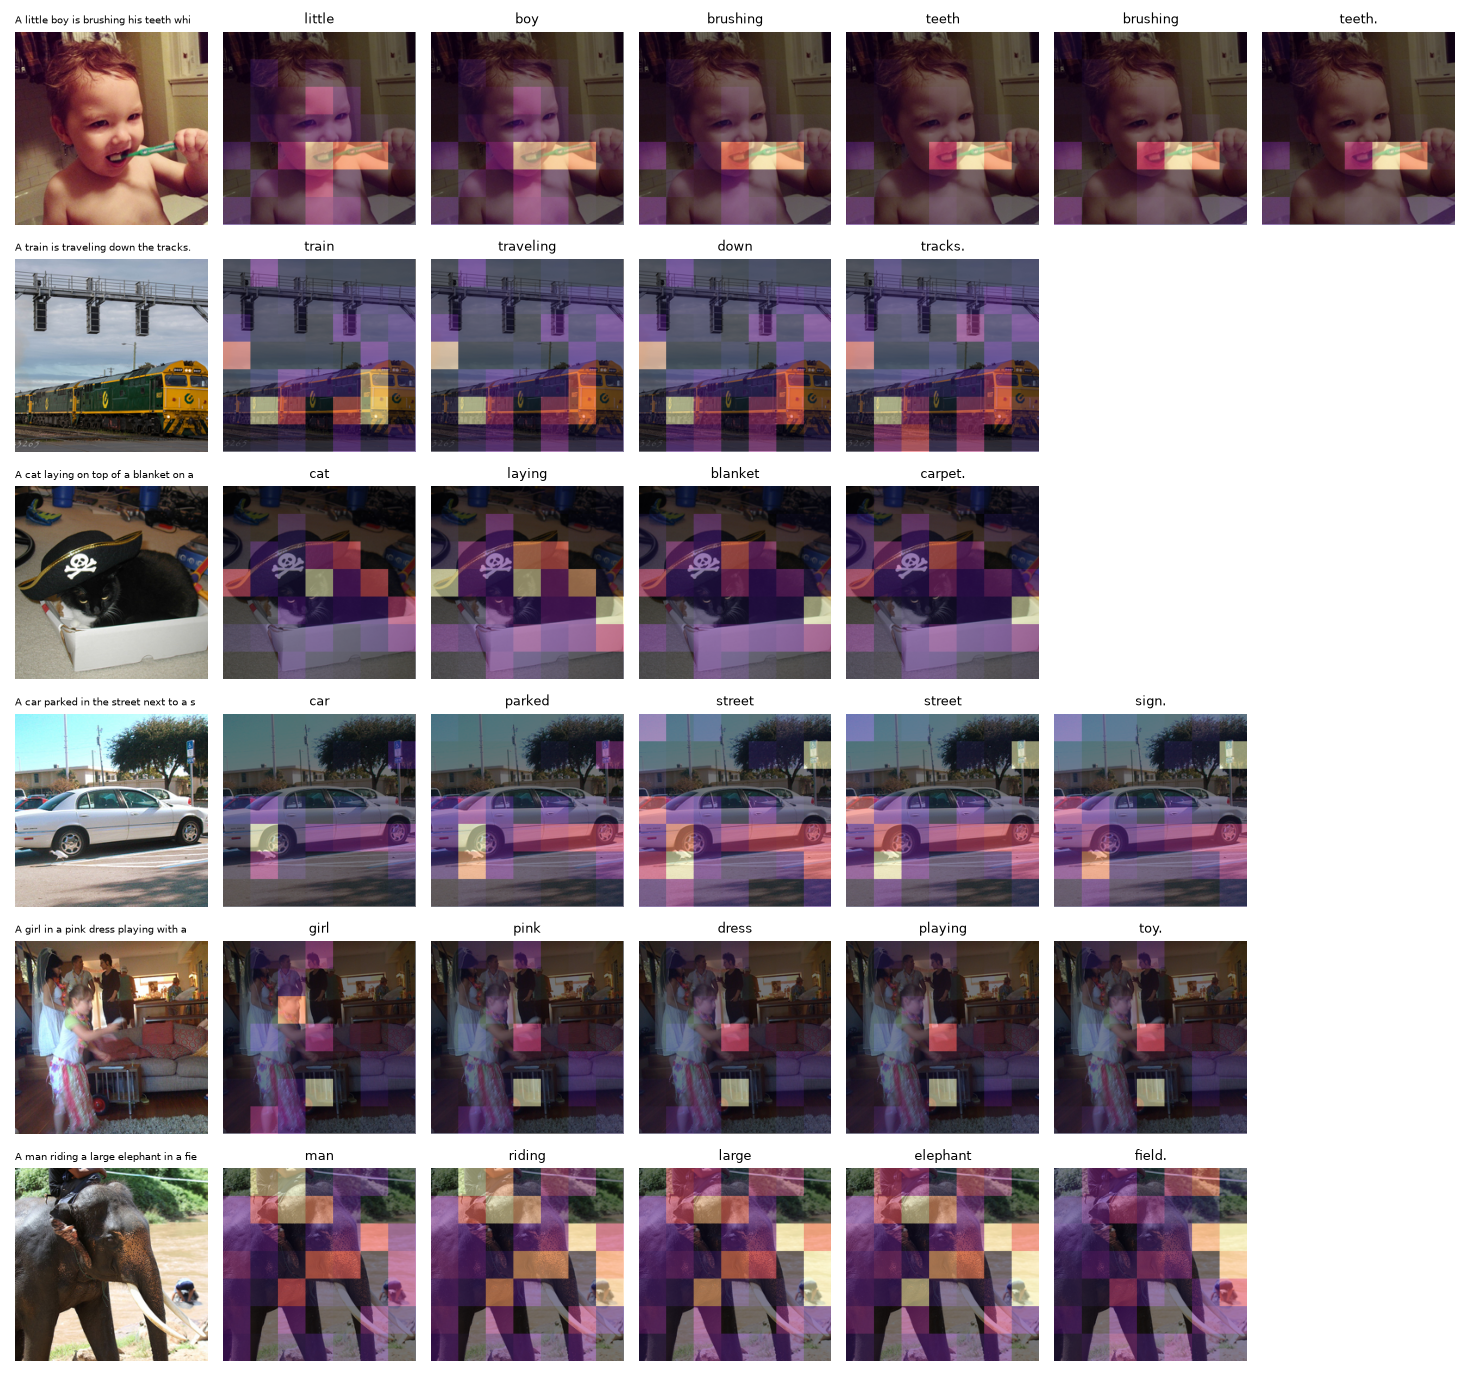 A little boy is brushing his teeth whi little boy brushing teeth brushing teeth.
A train is traveling down the tracks. train traveling down tracks.
A cat laying on top of a blanket on a cat laying blanket carpet.
A car parked in the street next to a s car parked street street sign.
A girl in a pink dress playing with a girl pink dress playing toy.
A man riding a large elephant in a fie man riding large elephant field.